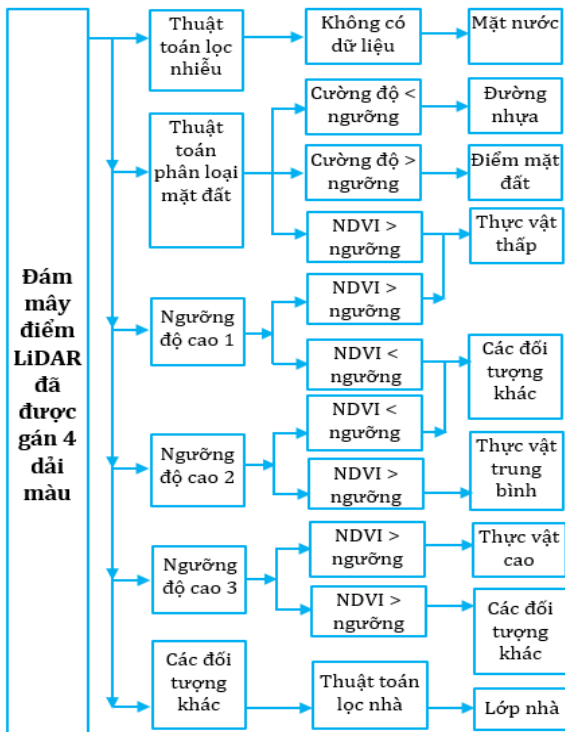 Đám
mây
điểm
LiDAR
đã
được
gán 4
dải
màu
Thuật
toán lọc
nhiễu
Không có
dữ liệu
Mặt nước
Thuật
toán
phân loại
mặt đất
Cường độ <
ngưỡng
Đường
nhựa
Cường độ >
ngưỡng
Điểm mặt
đất
NDVI >
ngưỡng
Thực vật
thấp
Ngưỡng
độ cao 1
NDVI >
ngưỡng
NDVI <
ngưỡng
Các đối
tượng
khác
Ngưỡng
độ cao 2
NDVI <
ngưỡng
NDVI >
ngưỡng
Thực vật
trung
bình
Ngưỡng
độ cao 3
NDVI >
ngưỡng
Thực vật
cao
NDVI >
ngưỡng
Các đối
tượng
khác
Các đối
tượng
khác
Thuật toán
lọc nhà
Lớp nhà